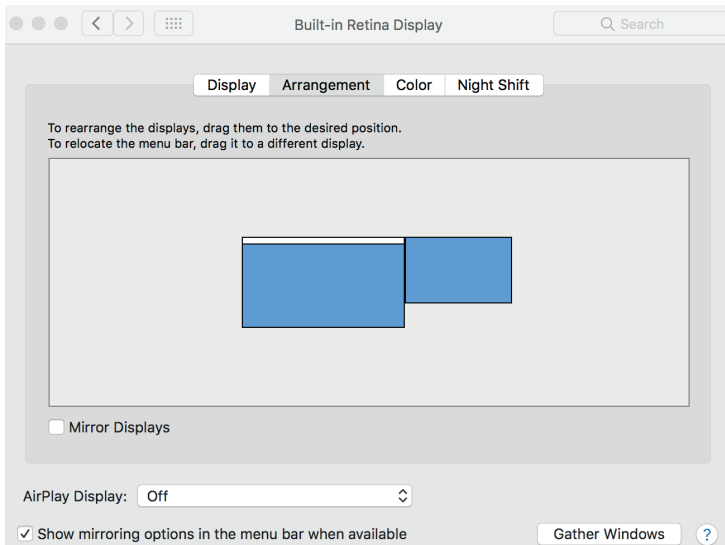 Built-in Retina Display
Search
Display Arrangement Color Night Shift
To rearrange the displays, drag them to the desired position.
To relocate the menu bar, drag it to a different display.
Mirror Displays
AirPlay Display: Off
Show mirroring options in the menu bar when available
Gather Windows ?